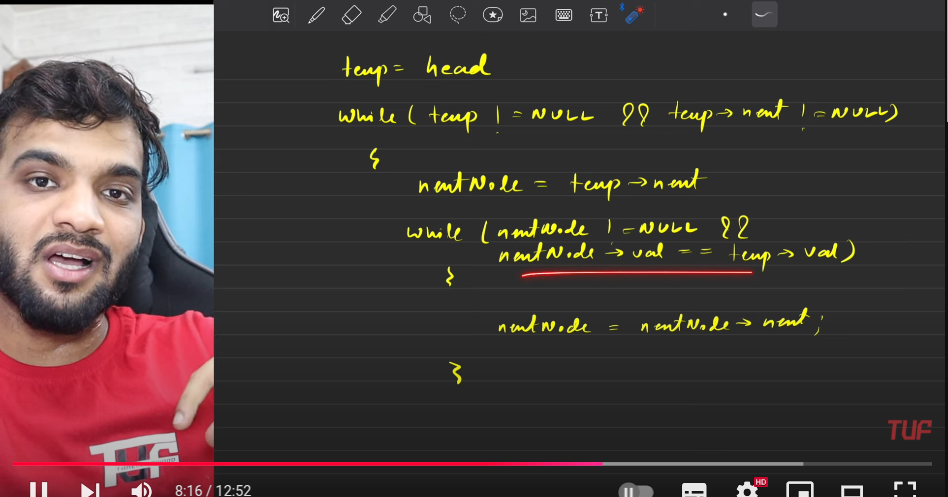 temp = head
while ( temp != NULL && temp → next != NULL)
{
nextNode = temp → next
while ( nextNode != NULL &&
nextNode → val == temp → val)
{
nextNode = nextNode → next;
}
TUF
TUF
8:16 / 12:52
HD
T